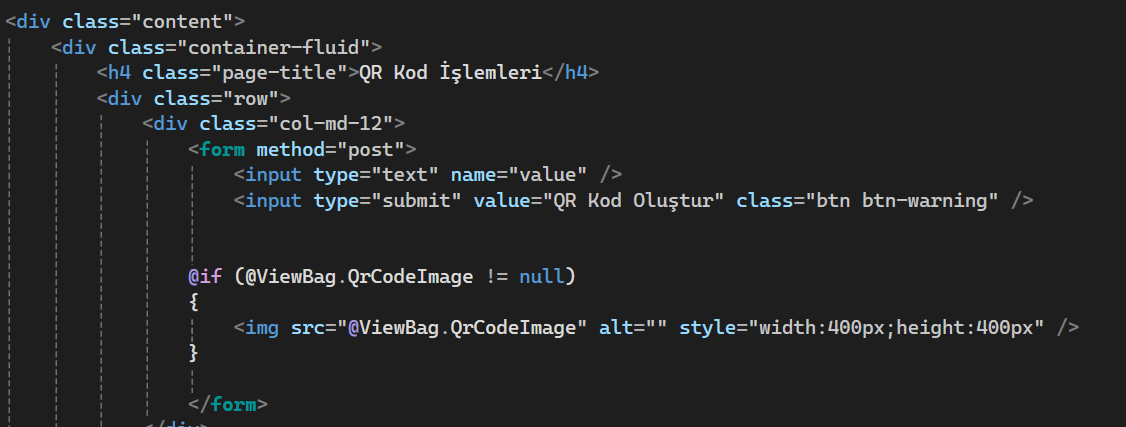 <div class="content">
<div class="container-fluid">
<h4 class="page-title">QR Kod İşlemleri</h4>
<div class="row">
<div class="col-md-12">
<form method="post">
<input type="text" name="value" />
<input type="submit" value="QR Kod Oluştur" class="btn btn-warning" />
@if (@ViewBag.QrCodeImage != null)
{
<img src="@ViewBag.QrCodeImage" alt="" style="width:400px;height:400px" />
}
</form>
</div>